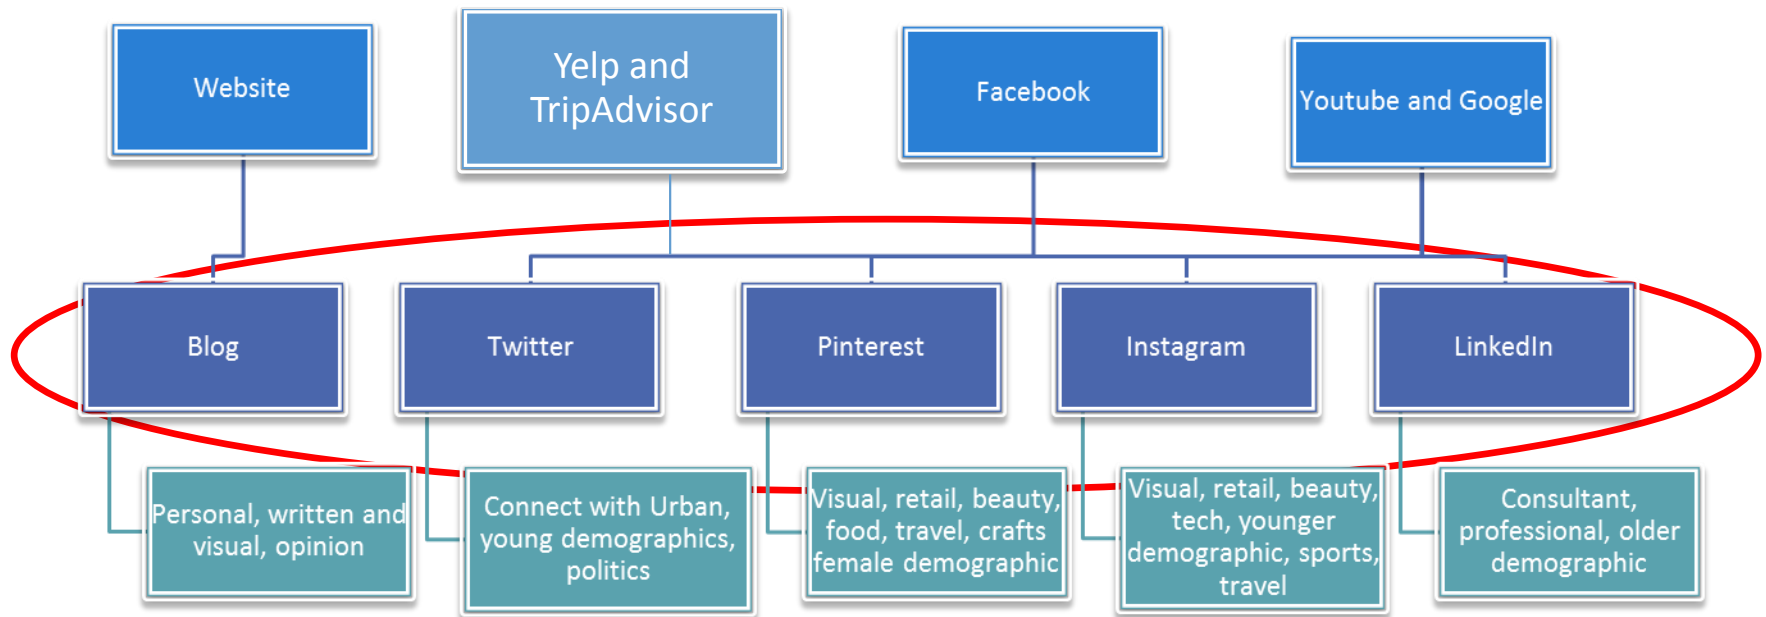 Website
Yelp and
TripAdvisor
Facebook
Youtube and Google
Blog
Twitter
Pinterest
Instagram
LinkedIn
Personal, written and
visual, opinion
Connect with Urban,
young demographics,
politics
Visual, retail, beauty,
food, travel, crafts
female demographic
Visual, retail, beauty,
tech, younger
demographic, sports,
travel
Consultant,
professional, older
demographic